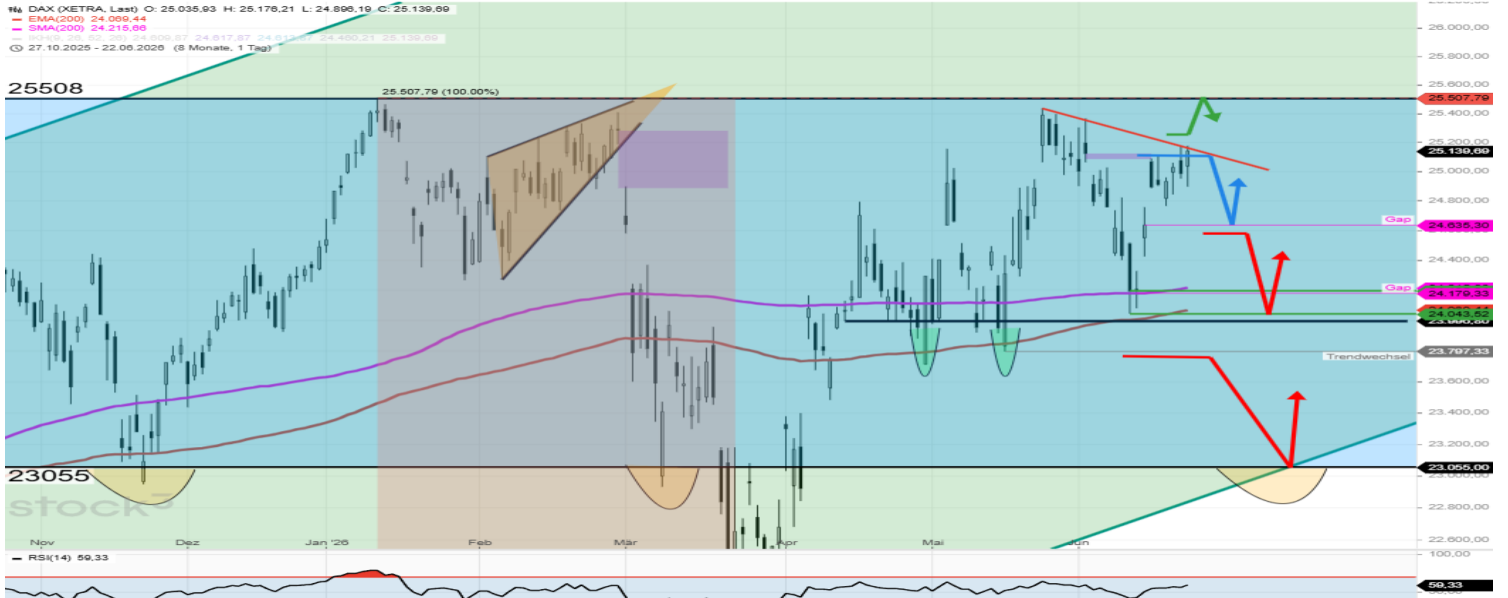 DAX (XETRA, Last) O: 25.035,93 H: 25.176,21 L: 24.896,19 C: 25.139,69
EMA(200) 24.069,44
SMA(200) 24.215,66
27.10.2025 - 22.06.2026 (8 Monate, 1 Tag)
26.000,00
25.800,00
25.600,00
25508
25.507,79 (100.00%)
25.507,79
25.400,00
25.200,00
25.139,69
25.000,00
24.800,00
Gap
24.635,30
24.400,00
Gap
24.179,33
24.043,52
23.797,33
Trendwechsel
23.600,00
23.400,00
23.200,00
23055
23.055,00
23.000,00
stock3
22.800,00
22.600,00
Nov
Dez
Jan '26
Feb
Mär
Apr
Mai
Jun
RSI(14) 59,33
100,00
59,33